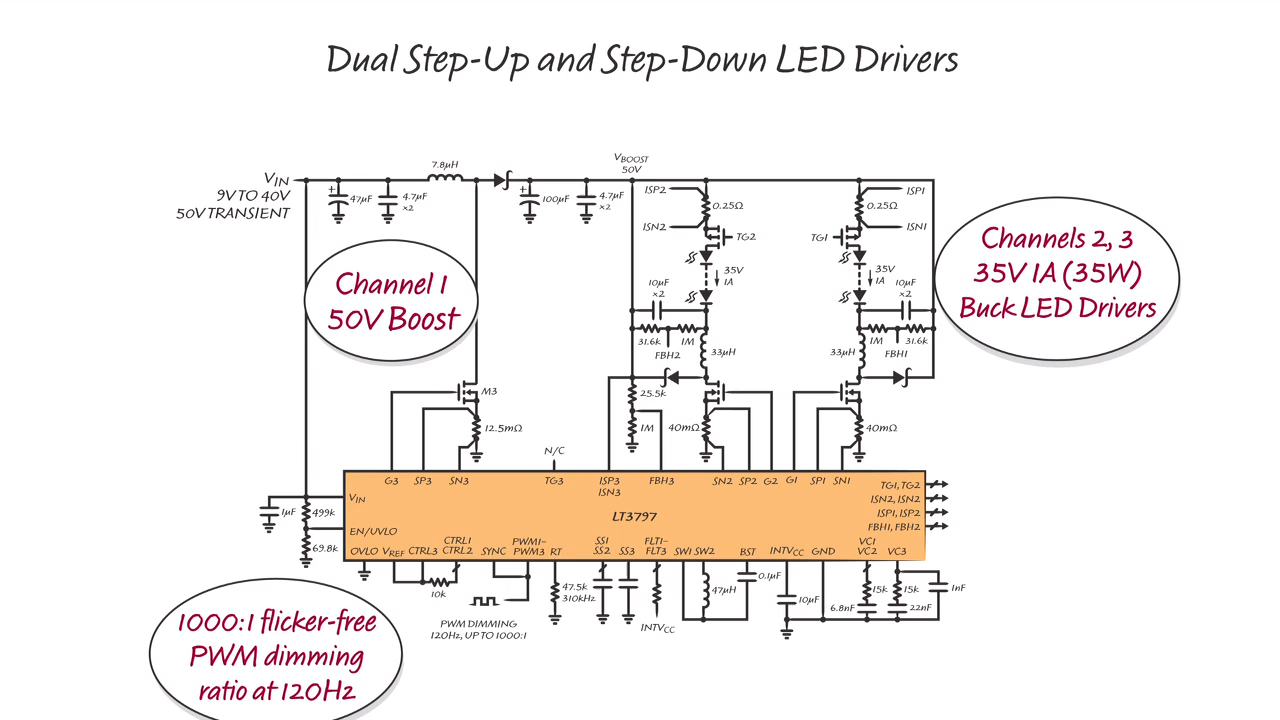 Dual Step-Up and Step-Down LED Drivers
VIN
9V TO 40V
50V TRANSIENT
47µF
4.7µF
x2
7.8µH
100µF
4.7µF
x2
VBOOST
50V
ISP2
0.25Ω
ISN2
TG2
35V
1A
10µF
x2
31.6k
1M
FBH2
33µH
ISP1
0.25Ω
ISN1
TG1
35V
1A
10µF
x2
1M
31.6k
FBH1
33µH
Channel 1
50V Boost
Channels 2, 3
35V 1A (35W)
Buck LED Drivers
M3
12.5mΩ
25.5k
1M
40mΩ
40mΩ
N/C
G3
SP3
SN3
TG3
ISP3
ISN3
FBH3
SN2
SP2
G2
G1
SP1
SN1
1µF
499k
69.8k
VIN
EN/UVLO
LT3797
TG1, TG2
ISN1, ISN2
ISP1, ISP2
FBH1, FBH2
OVLO
VREF
CTRL3
CTRL1
CTRL2
SYNC
PWM1-
PWM3
RT
SS1
SS2
SS3
FLT1-
FLT3
SW1
SW2
BST
INTVCC
GND
VC1
VC2
VC3
10k
47.5k
310kHz
INTVCC
47µH
0.1µF
10µF
15k
6.8nF
15k
22nF
1nF
PWM DIMMING
120Hz, UP TO 1000:1
1000:1 flicker-free
PWM dimming
ratio at 120Hz